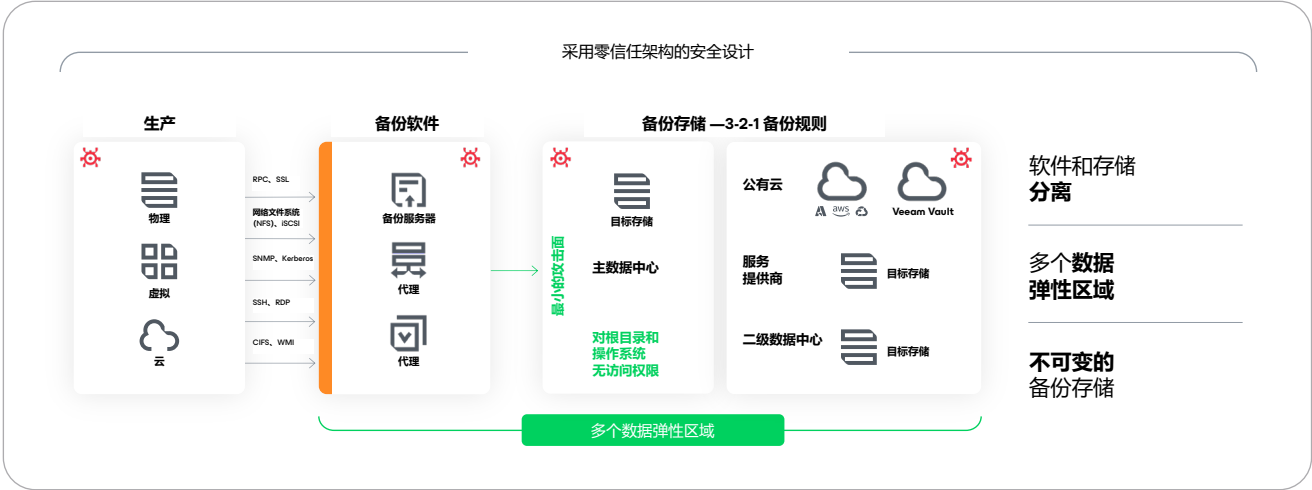 采用零信任架构的安全设计
生产
物理
虚拟
云
RPC、SSL
网络文件系统
(NFS)、iSCSI
SNMP、Kerberos
SSH、RDP
CIFS、WMI
备份软件
备份服务器
代理
代理
备份存储 —3-2-1 备份规则
最小的攻击面
目标存储
主数据中心
对根目录和
操作系统
无访问权限
公有云
aws
Veeam Vault
服务
提供商
目标存储
二级数据中心
目标存储
多个数据弹性区域
软件和存储
分离
多个数据
弹性区域
不可变的
备份存储